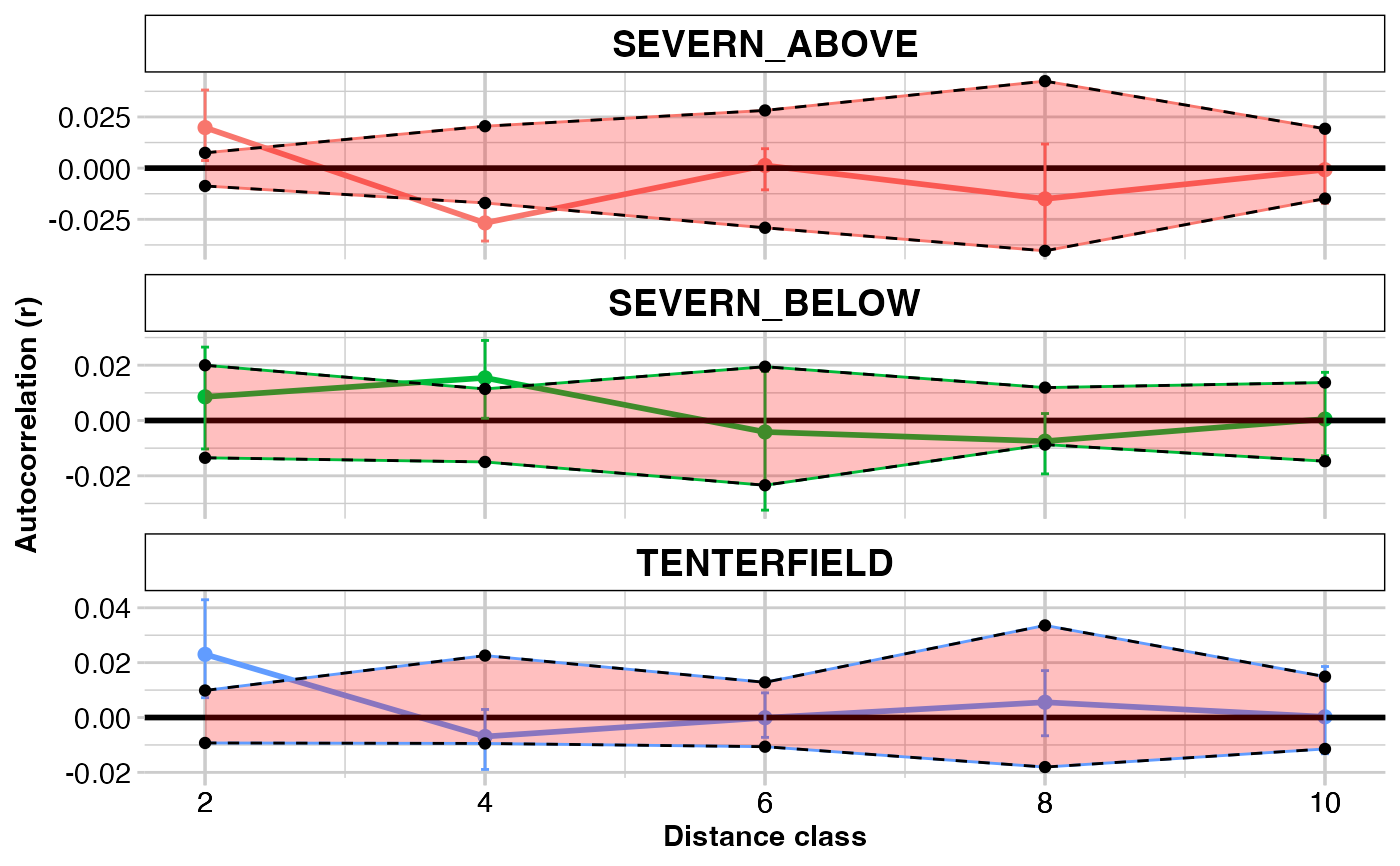 SEVERN_ABOVE
0.025
0.000
-0.025
SEVERN_BELOW
0.02
0.00
-0.02
TENTERFIELD
0.04
0.02
0.00
-0.02
2 4 6 8 10
Distance class
Autocorrelation (r)